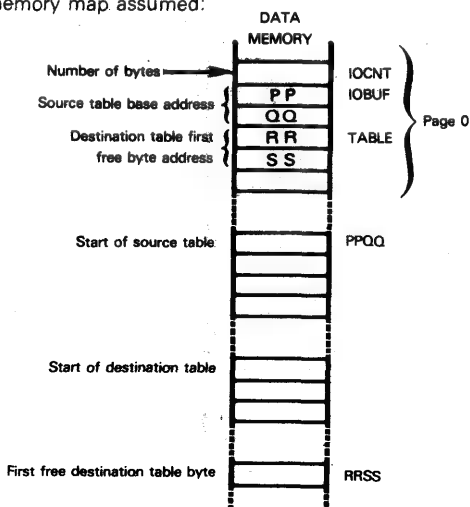 memory map assumed:
DATA
MEMORY
Number of bytes
IOCNT
Source table base address
PP
IOBUF
QQ
Page 0
Destination table first
RR
TABLE
free byte address
SS
Start of source table
PPQQ
Start of destination table
First free destination table byte
RRSS